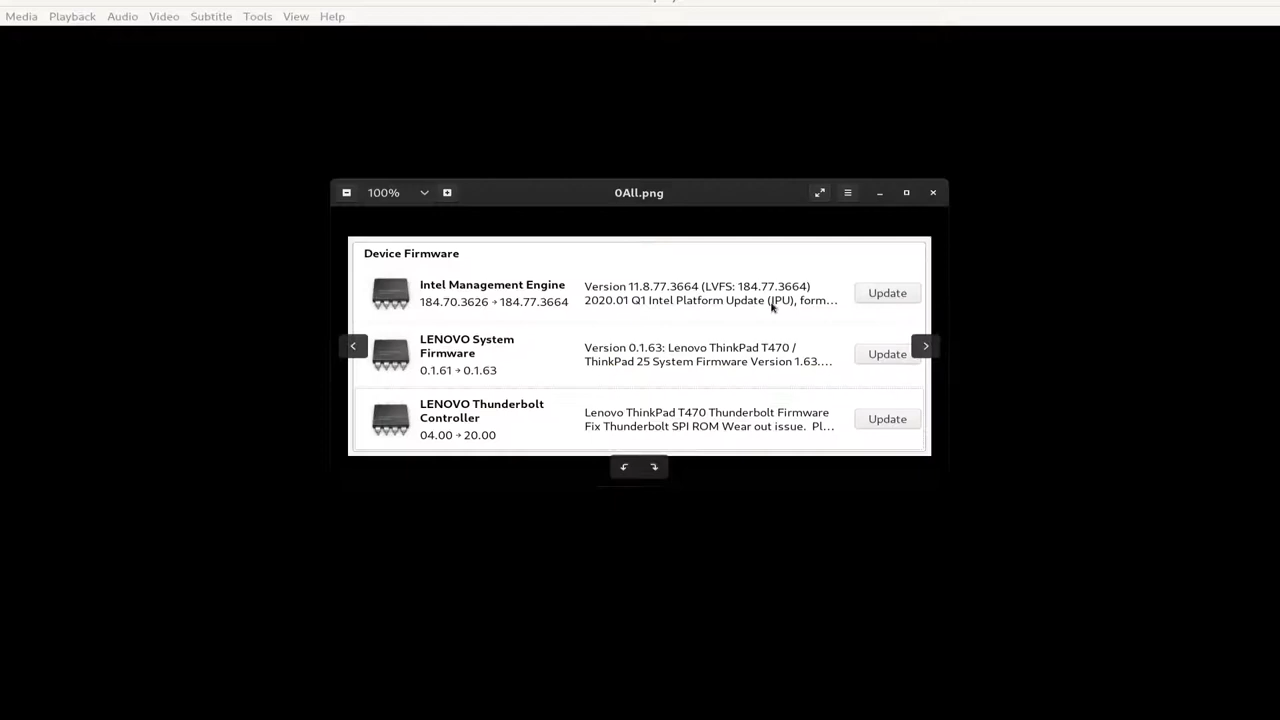 Media Playback Audio Video Subtitle Tools View Help
100% 0All.png
Device Firmware
Intel Management Engine
184.70.3626 → 184.77.3664
Version 11.8.77.3664 (LVFS: 184.77.3664)
2020.01 Q1 Intel Platform Update (IPU), form...
Update
LENOVO System
Firmware
0.1.61 → 0.1.63
Version 0.1.63: Lenovo ThinkPad T470 /
ThinkPad 25 System Firmware Version 1.63....
Update
LENOVO Thunderbolt
Controller
04.00 → 20.00
Lenovo ThinkPad T470 Thunderbolt Firmware
Fix Thunderbolt SPI ROM Wear out issue.  Pl...
Update